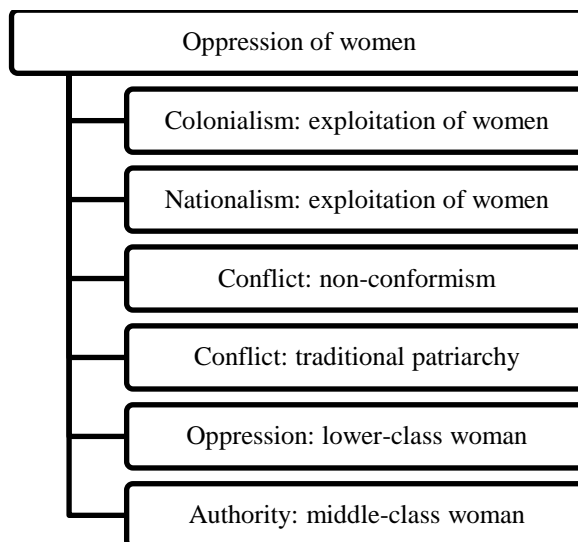 Oppression of women
Colonialism: exploitation of women
Nationalism: exploitation of women
Conflict: non-conformism
Conflict: traditional patriarchy
Oppression: lower-class woman
Authority: middle-class woman